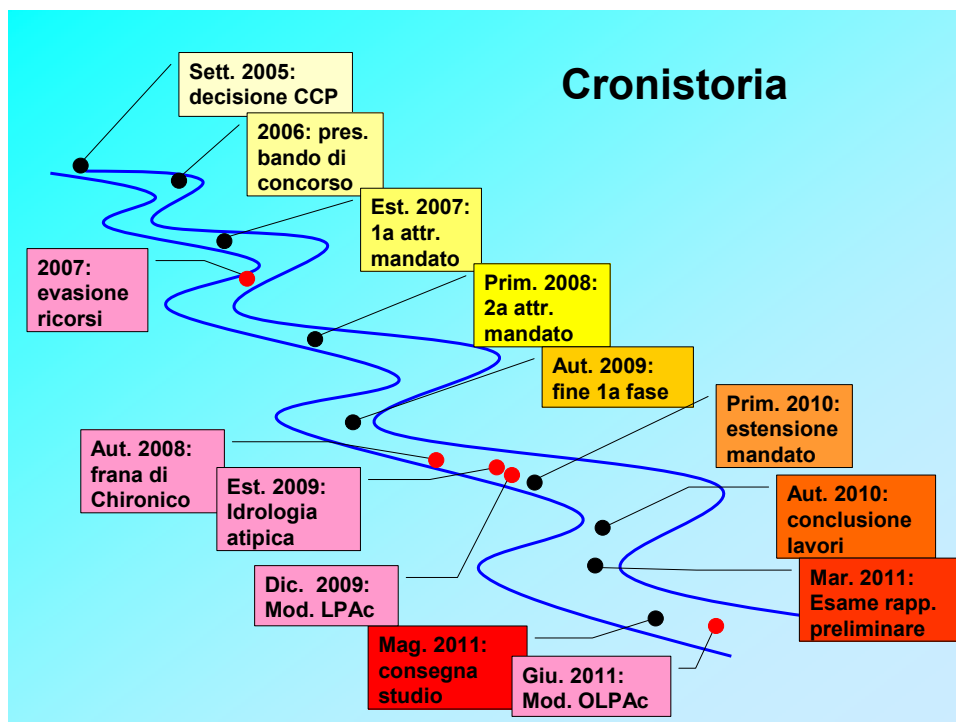 Cronistoria
Sett. 2005:
decisione CCP
2006: pres.
bando di
concorso
Est. 2007:
1a attr.
mandato
2007:
evasione
ricorsi
Prim. 2008:
2a attr.
mandato
Aut. 2009:
fine 1a fase
Prim. 2010:
estensione
mandato
Aut. 2008:
frana di
Chironico
Est. 2009:
Idrologia
atipica
Aut. 2010:
conclusione
lavori
Dic.  2009:
Mod. LPAc
Mar. 2011:
Esame rapp.
preliminare
Mag. 2011:
consegna
studio
Giu. 2011:
Mod. OLPAc